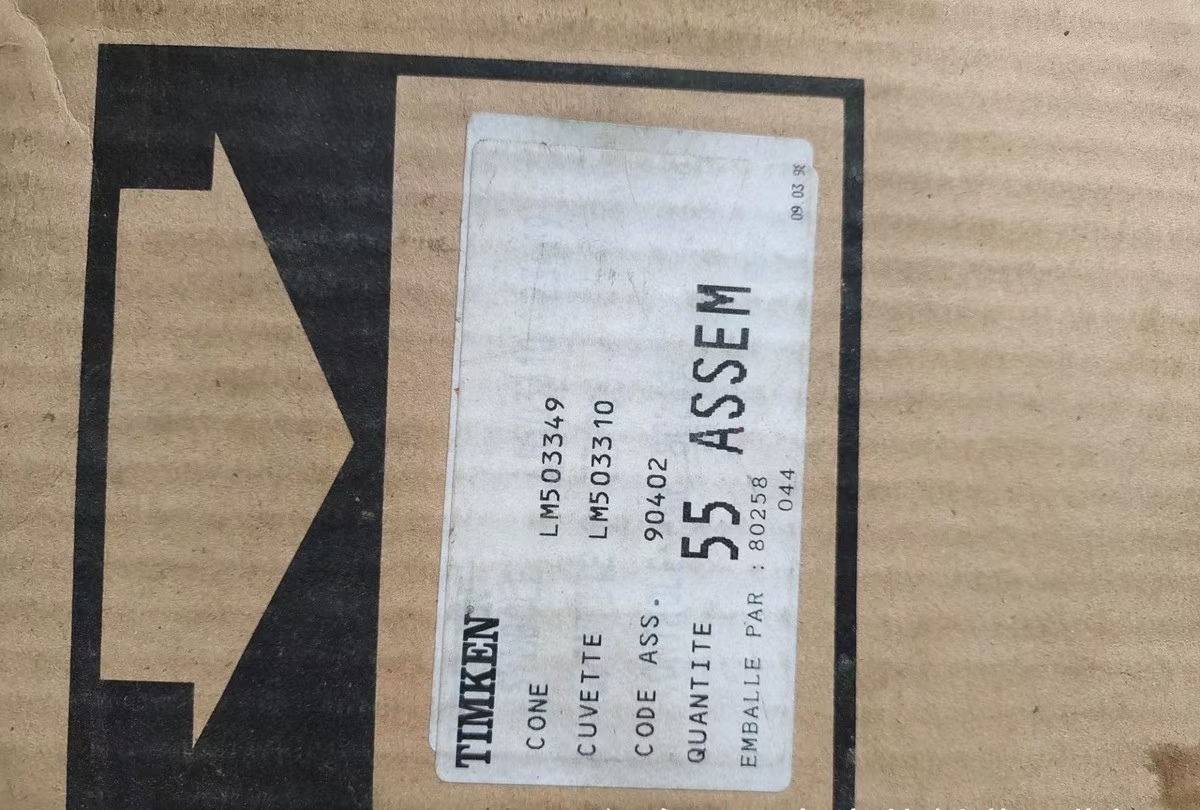 TIMKEN®
CONE LM503349
CUVETTE LM503310
CODE ASS. 90402
QUANTITE 55 ASSEM
EMBALLE PAR : 80258
044
09 03 98